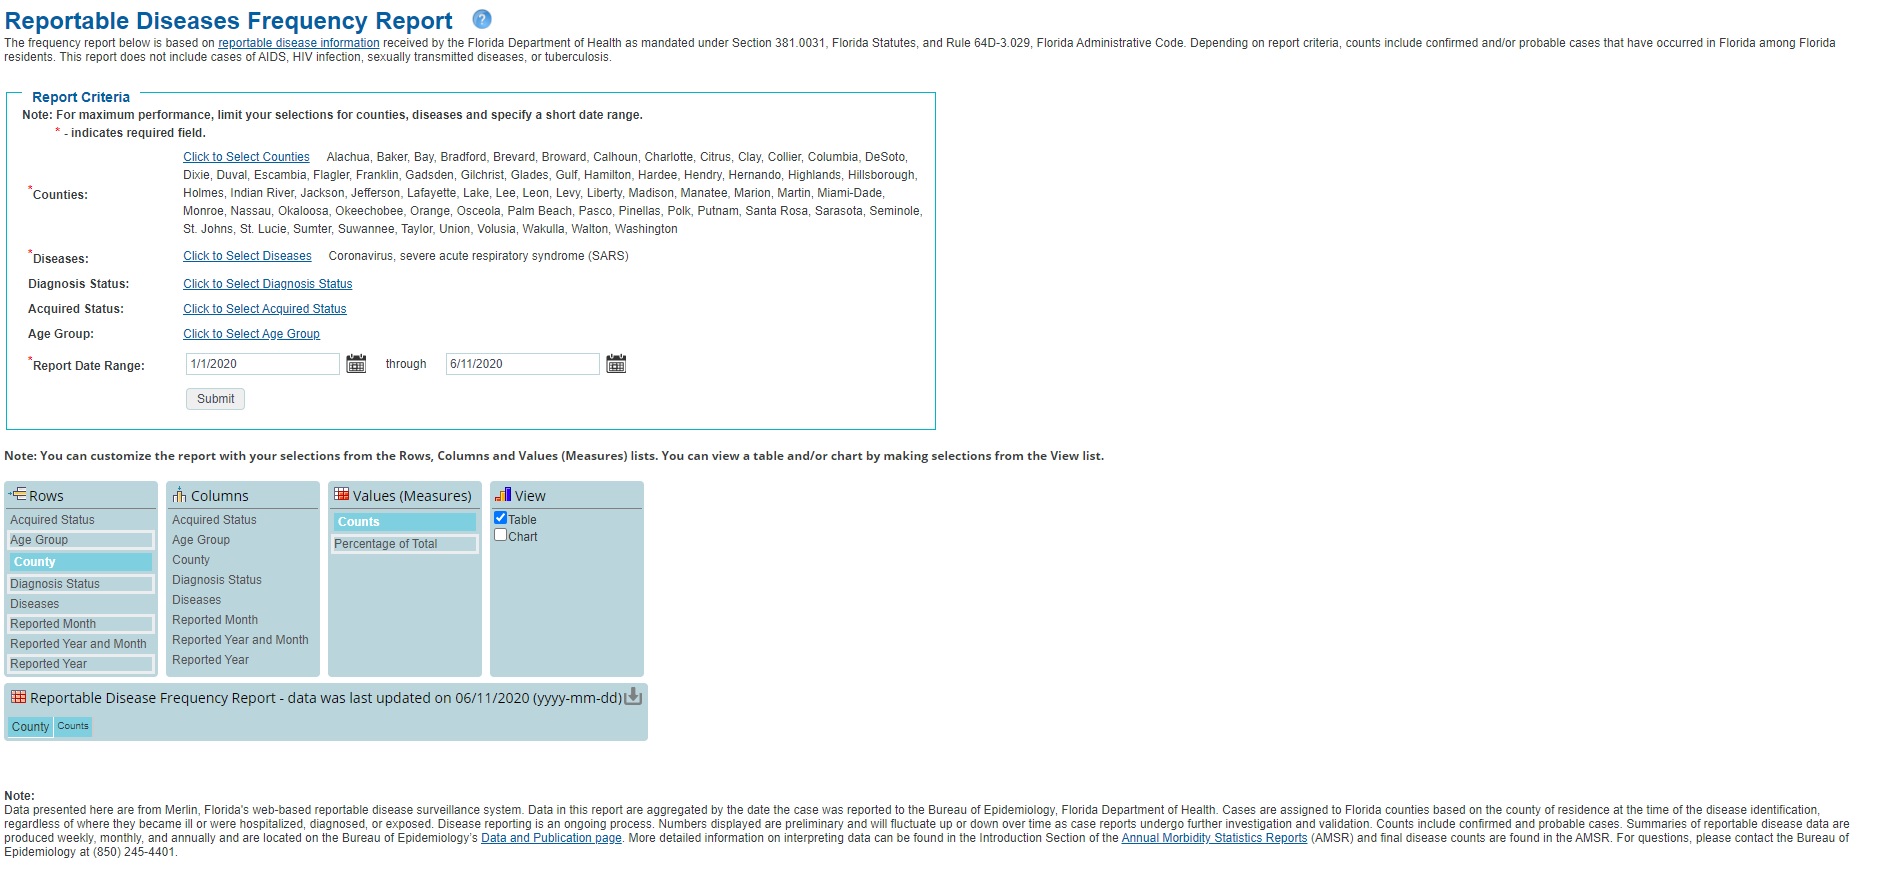 Reportable Diseases Frequency Report
The frequency report below is based on reportable disease information received by the Florida Department of Health as mandated under Section 381.0031, Florida Statutes, and Rule 64D-3.029, Florida Administrative Code. Depending on report criteria, counts include confirmed and/or probable cases that have occurred in Florida among Florida
residents. This report does not include cases of AIDS, HIV infection, sexually transmitted diseases, or tuberculosis.
Report Criteria
Note: For maximum performance, limit your selections for counties, diseases and specify a short date range.
* - indicates required field.
*Counties:
Click to Select Counties Alachua, Baker, Bay, Bradford, Brevard, Broward, Calhoun, Charlotte, Citrus, Clay, Collier, Columbia, DeSoto,
Dixie, Duval, Escambia, Flagler, Franklin, Gadsden, Gilchrist, Glades, Gulf, Hamilton, Hardee, Hendry, Hernando, Highlands, Hillsborough,
Holmes, Indian River, Jackson, Jefferson, Lafayette, Lake, Lee, Leon, Levy, Liberty, Madison, Manatee, Marion, Martin, Miami-Dade,
Monroe, Nassau, Okaloosa, Okeechobee, Orange, Osceola, Palm Beach, Pasco, Pinellas, Polk, Putnam, Santa Rosa, Sarasota, Seminole,
St. Johns, St. Lucie, Sumter, Suwannee, Taylor, Union, Volusia, Wakulla, Walton, Washington
*Diseases: Click to Select Diseases Coronavirus, severe acute respiratory syndrome (SARS)
Diagnosis Status: Click to Select Diagnosis Status
Acquired Status: Click to Select Acquired Status
Age Group: Click to Select Age Group
*Report Date Range: 1/1/2020 through 6/11/2020
Submit
Note: You can customize the report with your selections from the Rows, Columns and Values (Measures) lists. You can view a table and/or chart by making selections from the View list.
Rows
Acquired Status
Age Group
County
Diagnosis Status
Diseases
Reported Month
Reported Year and Month
Reported Year
Columns
Acquired Status
Age Group
County
Diagnosis Status
Diseases
Reported Month
Reported Year and Month
Reported Year
Values (Measures)
Counts
Percentage of Total
View
Table
Chart
Reportable Disease Frequency Report - data was last updated on 06/11/2020 (yyyy-mm-dd)
County Counts
Note:
Data presented here are from Merlin, Florida's web-based reportable disease surveillance system. Data in this report are aggregated by the date the case was reported to the Bureau of Epidemiology, Florida Department of Health. Cases are assigned to Florida counties based on the county of residence at the time of the disease identification,
regardless of where they became ill or were hospitalized, diagnosed, or exposed. Disease reporting is an ongoing process. Numbers displayed are preliminary and will fluctuate up or down over time as case reports undergo further investigation and validation. Counts include confirmed and probable cases. Summaries of reportable disease data are
produced weekly, monthly, and annually and are located on the Bureau of Epidemiology's Data and Publication page. More detailed information on interpreting data can be found in the Introduction Section of the Annual Morbidity Statistics Reports (AMSR) and final disease counts are found in the AMSR. For questions, please contact the Bureau of
Epidemiology at (850) 245-4401.